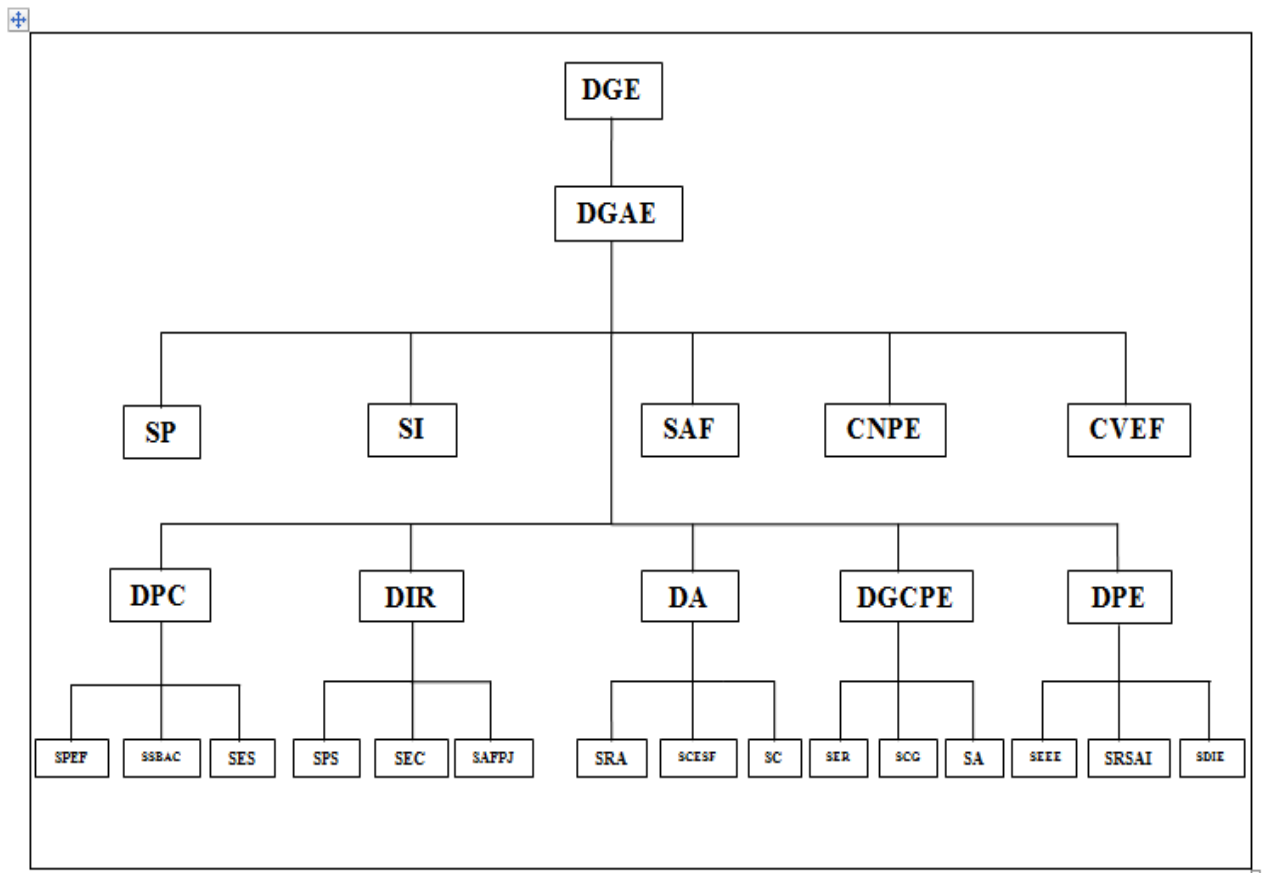 DGE
DGAE
SP SI SAF CNPE CVEF
DPC DIR DA DGCPE DPE
SPEF SSBAC SES SPS SEC SAFPJ SRA SCESF SC SER SCG SA SEEE SRSAI SDIE